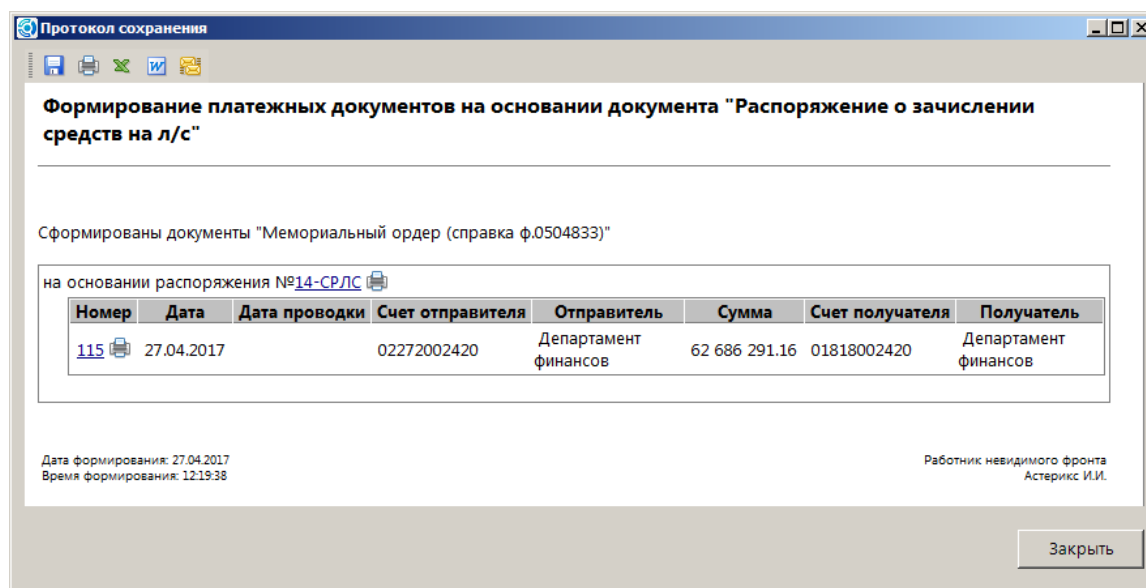 Протокол сохранения
Формирование платежных документов на основании документа "Распоряжение о зачислении
средств на л/с"
Сформированы документы "Мемориальный ордер (справка ф.0504833)"
на основании распоряжения №14-СРЛС
Номер Дата Дата проводки Счет отправителя Отправитель Сумма Счет получателя Получатель
115 27.04.2017 02272002420 Департамент финансов 62 686 291.16 01818002420 Департамент финансов
Дата формирования: 27.04.2017
Время формирования: 12:19:38
Работник невидимого фронта
Астерикс И.И.
Закрыть